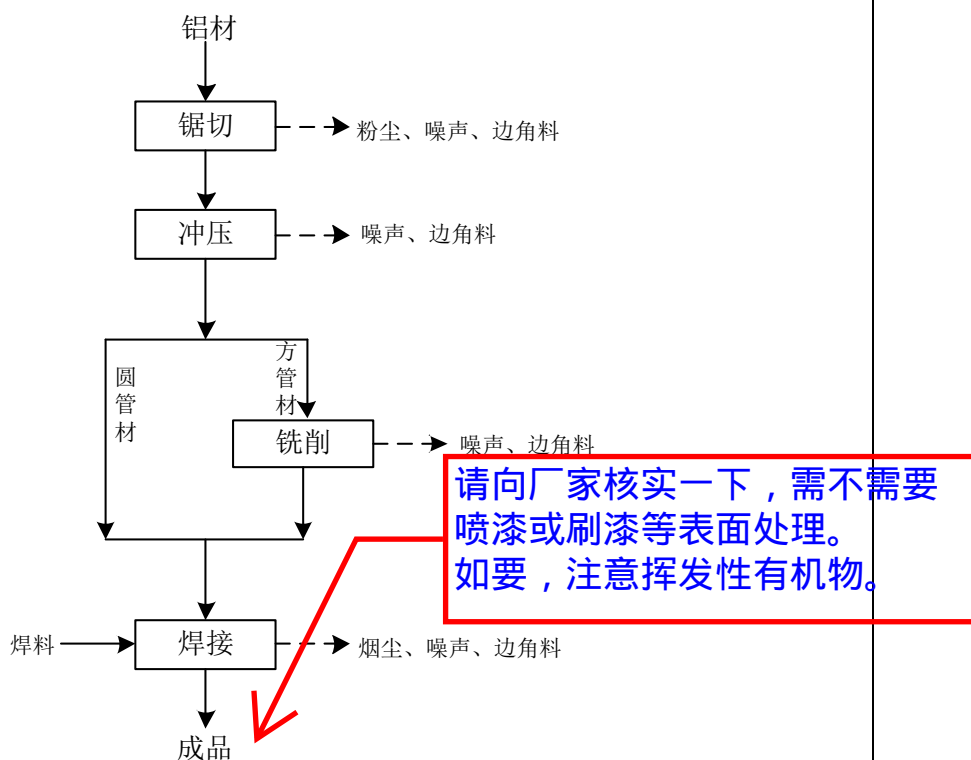 铝材
锯切
粉尘、噪声、边角料
冲压
噪声、边角料
圆管材
方管材
铣削
噪声、边角料
请向厂家核实一下，需不需要
喷漆或刷漆等表面处理。
如要，注意挥发性有机物。
焊料
焊接
烟尘、噪声、边角料
成品